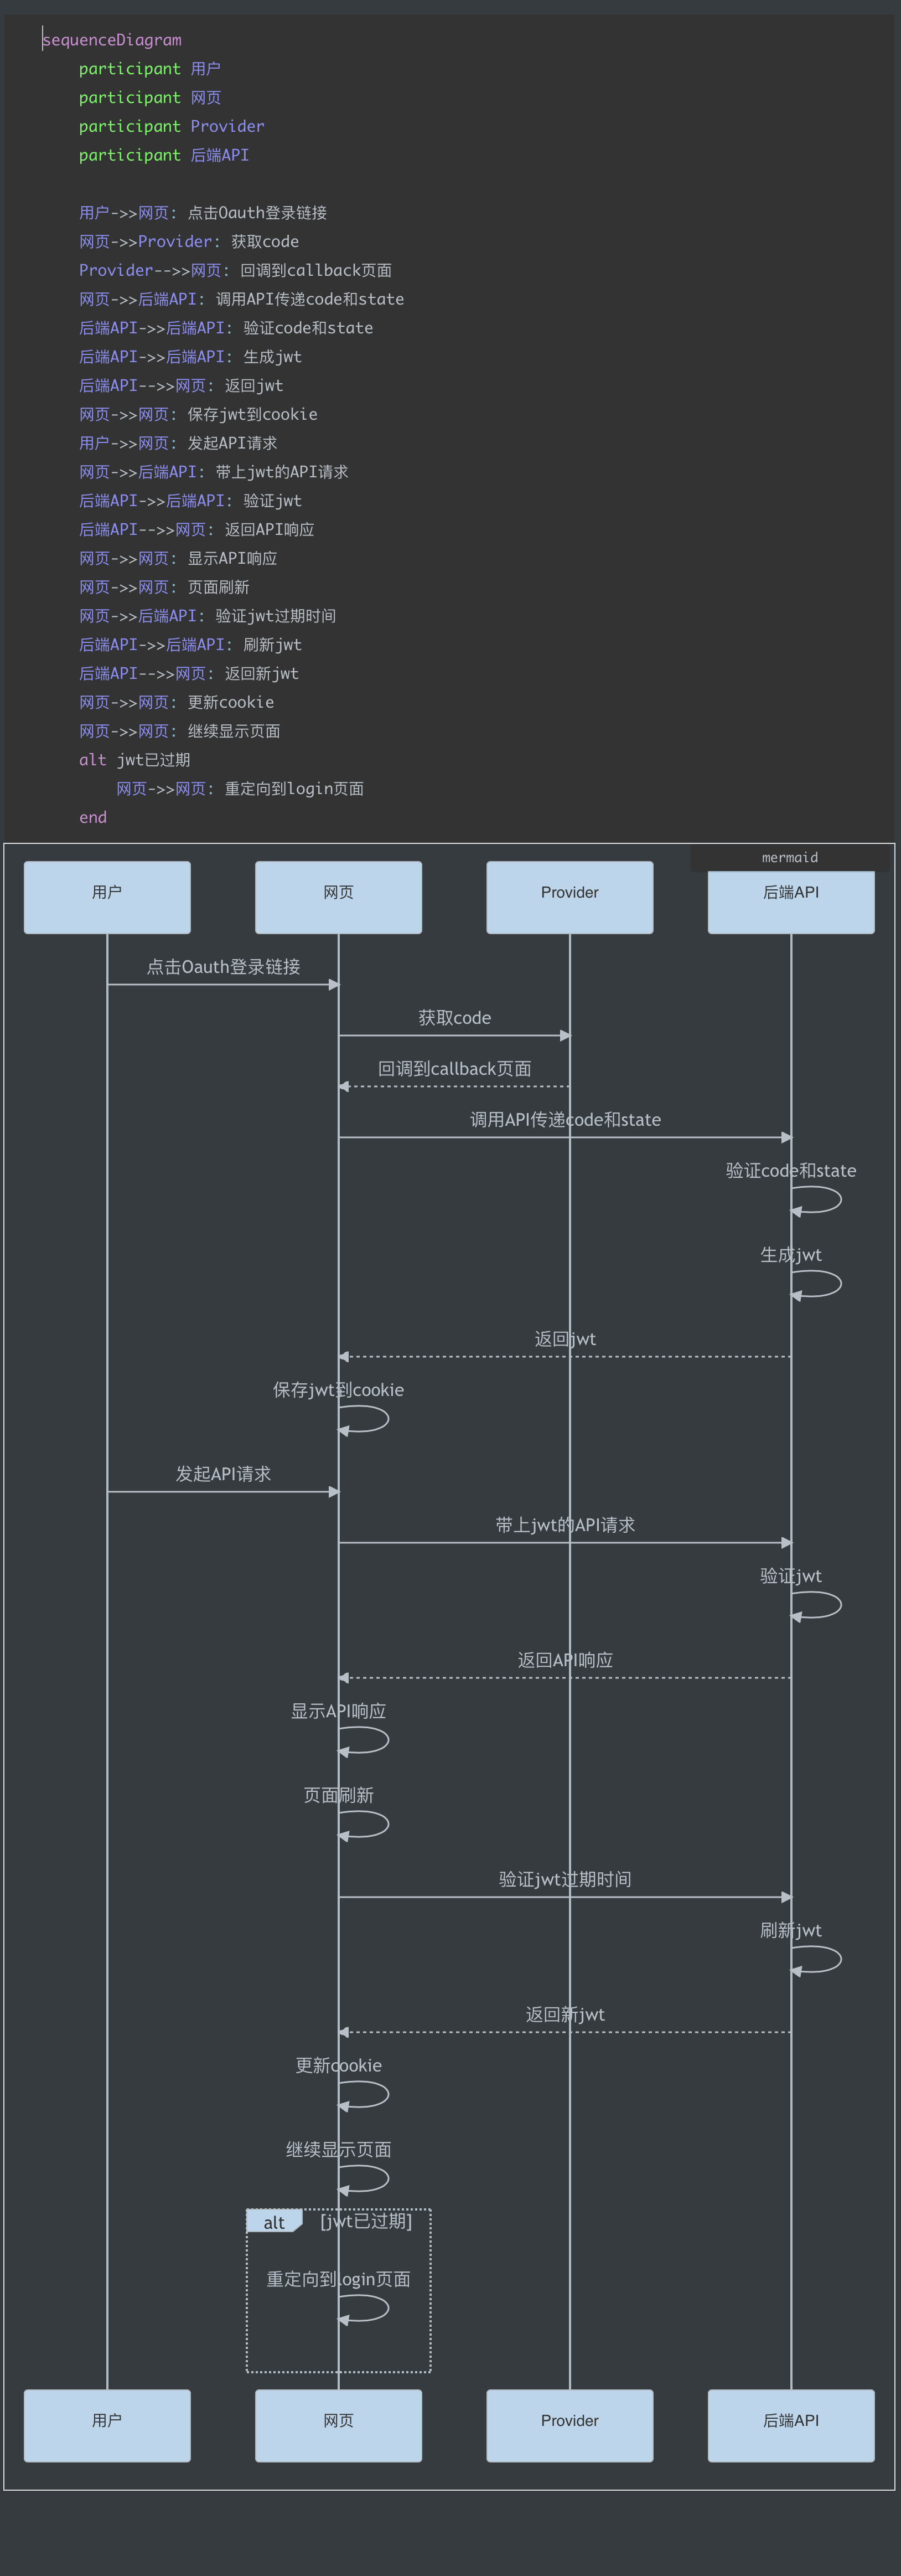 sequenceDiagram
participant 用户
participant 网页
participant Provider
participant 后端API
用户->>网页: 点击Oauth登录链接
网页->>Provider: 获取code
Provider-->>网页: 回调到callback页面
网页->>后端API: 调用API传递code和state
后端API->>后端API: 验证code和state
后端API->>后端API: 生成jwt
后端API-->>网页: 返回jwt
网页->>网页: 保存jwt到cookie
用户->>网页: 发起API请求
网页->>后端API: 带上jwt的API请求
后端API->>后端API: 验证jwt
后端API-->>网页: 返回API响应
网页->>网页: 显示API响应
网页->>网页: 页面刷新
网页->>后端API: 验证jwt过期时间
后端API->>后端API: 刷新jwt
后端API-->>网页: 返回新jwt
网页->>网页: 更新cookie
网页->>网页: 继续显示页面
alt jwt已过期
网页->>网页: 重定向到login页面
end
mermaid
用户 网页 Provider 后端API
点击Oauth登录链接
获取code
回调到callback页面
调用API传递code和state
验证code和state
生成jwt
返回jwt
保存jwt到cookie
发起API请求
带上jwt的API请求
验证jwt
返回API响应
显示API响应
页面刷新
验证jwt过期时间
刷新jwt
返回新jwt
更新cookie
继续显示页面
alt [jwt已过期]
重定向到login页面
用户 网页 Provider 后端API